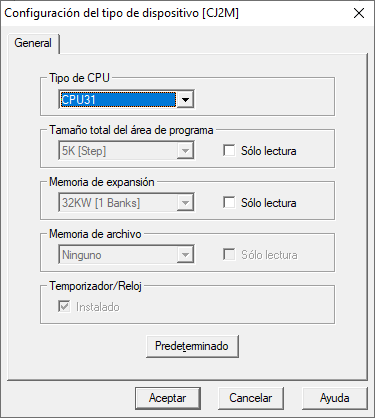 Configuración del tipo de dispositivo [CJ2M]
General
Tipo de CPU
CPU31
Tamaño total del área de programa
5K [Step]
Sólo lectura
Memoria de expansión
32KW [1 Banks]
Sólo lectura
Memoria de archivo
Ninguno
Sólo lectura
Temporizador/Reloj
Instalado
Predeterminado
Aceptar
Cancelar
Ayuda